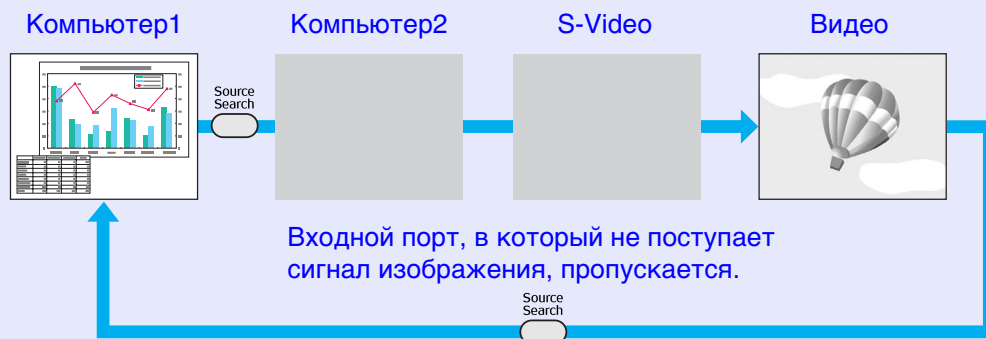 Компьютер1 Компьютер2 S-Video Видео
Source
Search
Входной порт, в который не поступает
сигнал изображения, пропускается.
Source
Search